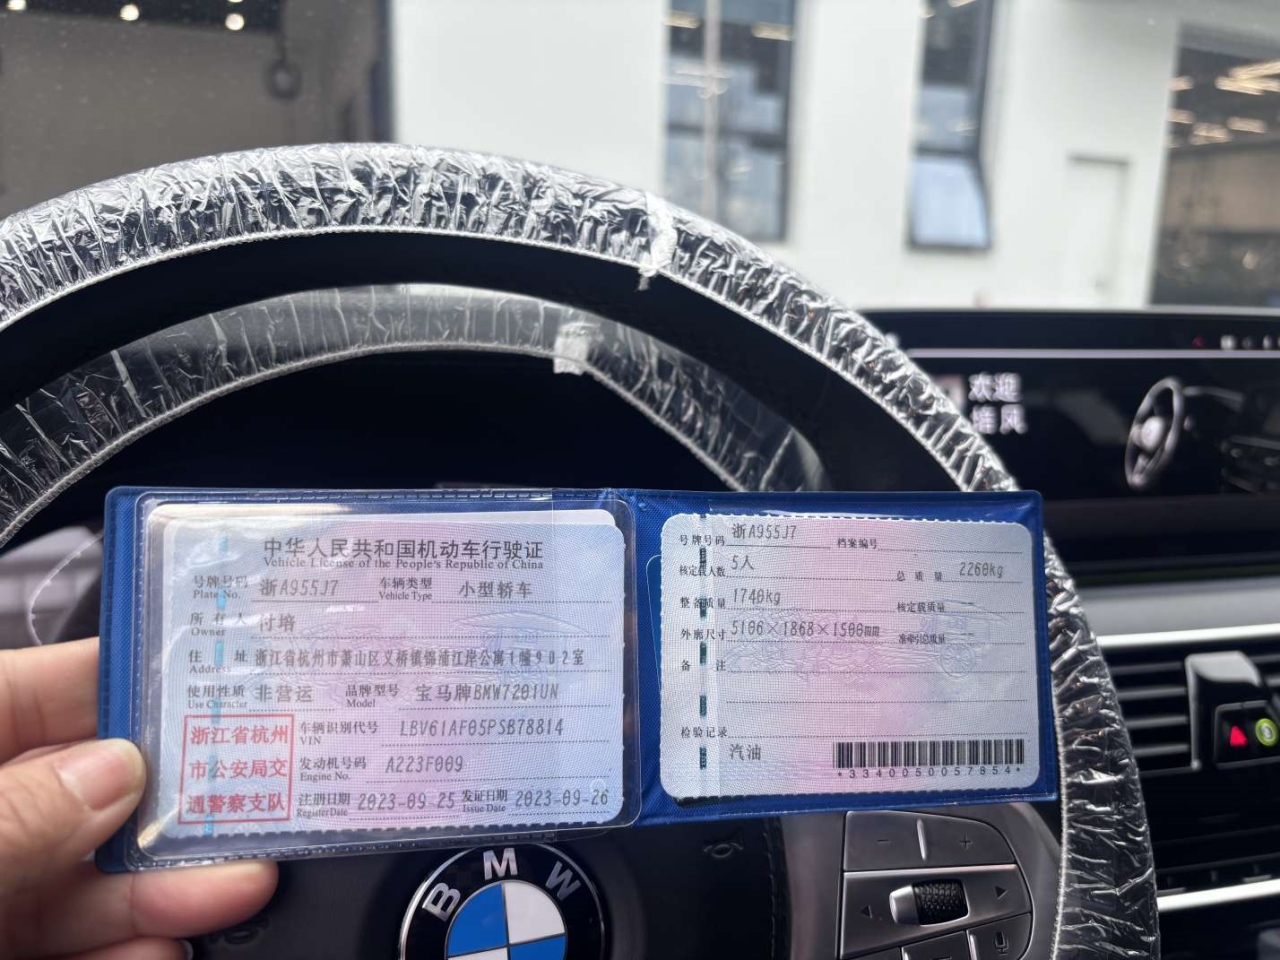 欢迎
中华人民共和国机动车行驶证
Vehicle License of the People's Republic of China
号牌号码 浙A955J7 车辆类型 小型轿车
Plate No. Vehicle Type
所有人 付培
Owner
住址 浙江省杭州市萧山区义桥镇锦浦江岸公寓1幢902室
Address
使用性质 非营运 品牌型号 宝马牌BMW7201UN
Use Character Model
浙江省杭州
市公安局交
通警察支队
车辆识别代号 LBV61AF05PSB78814
VIN
发动机号码 A223F009
Engine No.
注册日期 2023-09-25 发证日期 2023-09-26
Register Date Issue Date
号牌号码 浙A955J7 档案编号
核定载人数 5人 总质量 2260kg
整备质量 1740kg 核定载质量
外廓尺寸 5106×1868×1500mm 准牵引总质量 --
备注
检验记录
汽油
*3340050057854*
BMW